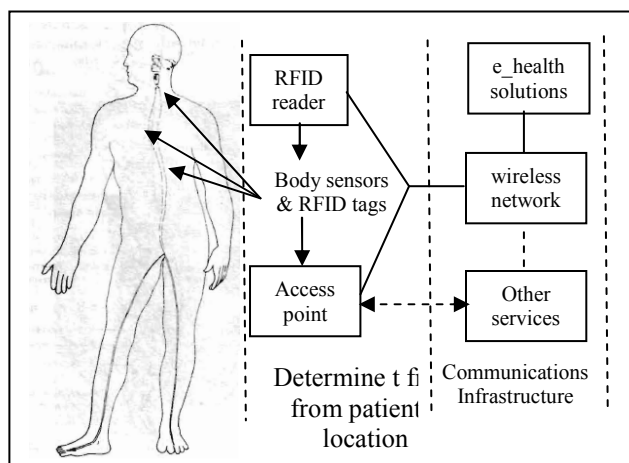 RFID
reader
e_health
solutions
Body sensors
& RFID tags
wireless
network
Access
point
Other
services
Determine t fi
from patient
location
Communications
Infrastructure